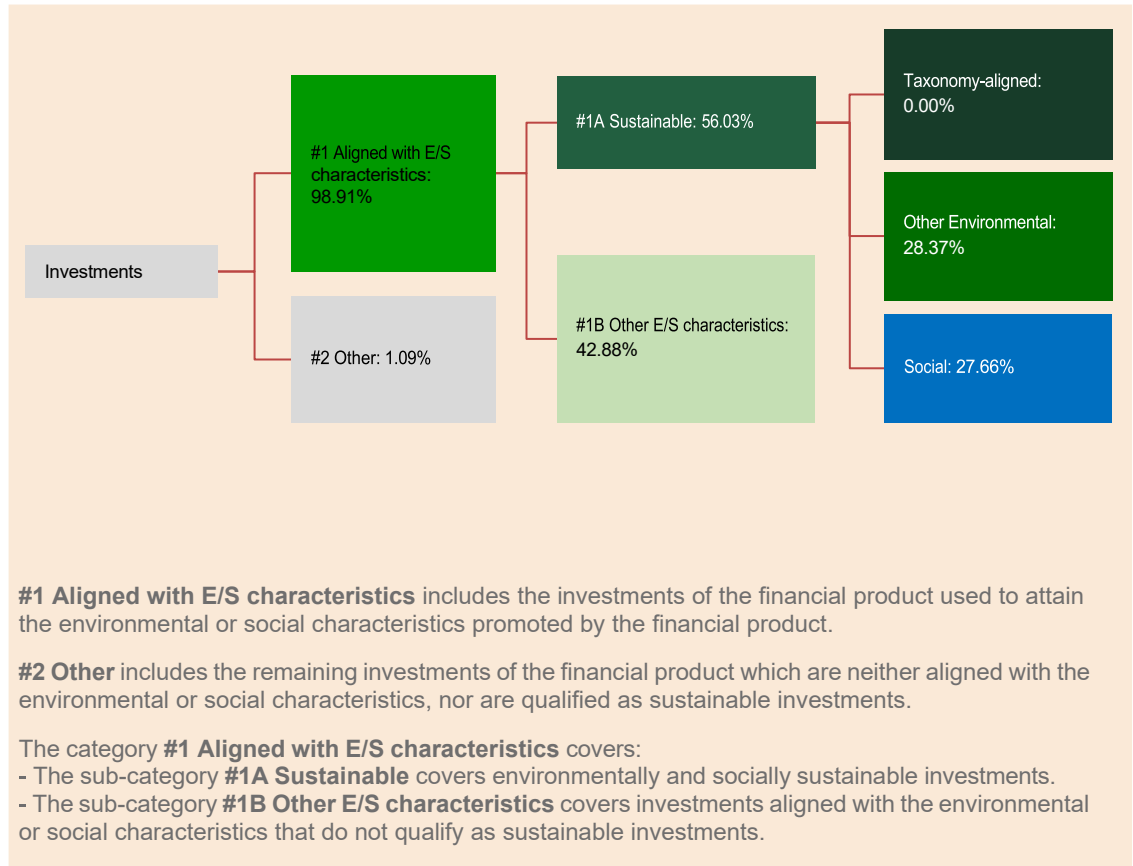 Investments
#1 Aligned with E/S
characteristics:
98.91%
#2 Other: 1.09%
#1A Sustainable: 56.03%
#1B Other E/S characteristics:
42.88%
Taxonomy-aligned:
0.00%
Other Environmental:
28.37%
Social: 27.66%
#1 Aligned with E/S characteristics includes the investments of the financial product used to attain
the environmental or social characteristics promoted by the financial product.
#2 Other includes the remaining investments of the financial product which are neither aligned with the
environmental or social characteristics, nor are qualified as sustainable investments.
The category #1 Aligned with E/S characteristics covers:
- The sub-category #1A Sustainable covers environmentally and socially sustainable investments.
- The sub-category #1B Other E/S characteristics covers investments aligned with the environmental
or social characteristics that do not qualify as sustainable investments.